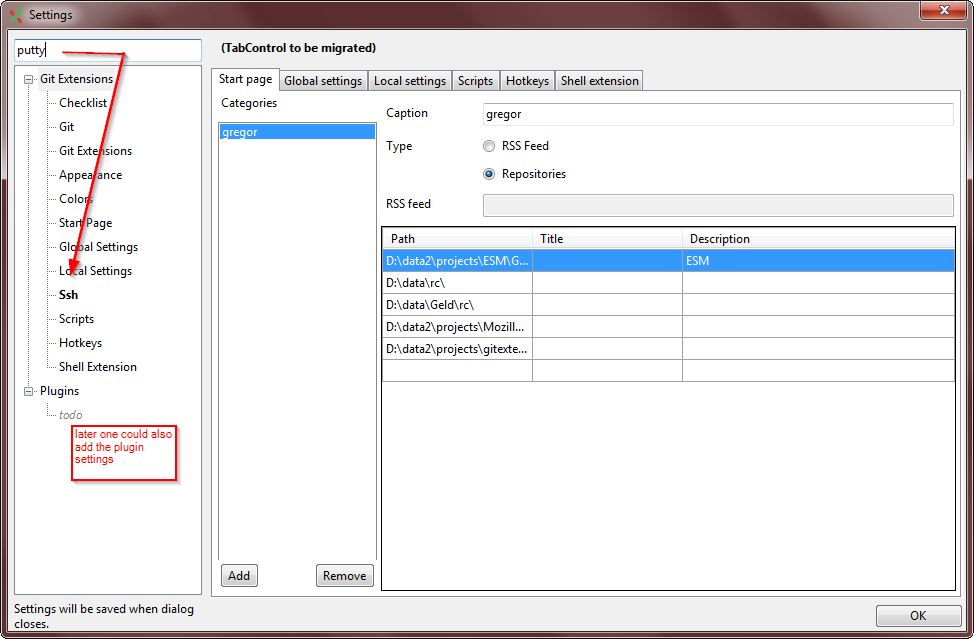 Settings
putty
(TabControl to be migrated)
Git Extensions
Checklist
Git
Git Extensions
Appearance
Colors
Start Page
Global Settings
Local Settings
Ssh
Scripts
Hotkeys
Shell Extension
Plugins
todo
later one could also
add the plugin
settings
Settings will be saved when dialog
closes.
Start page Global settings Local settings Scripts Hotkeys Shell extension
Categories
gregor
Add Remove
Caption gregor
Type RSS Feed
Repositories
RSS feed
Path Title Description
D:\data2\projects\ESM\G... ESM
D:\data\rc\
D:\data\Geld\rc\
D:\data2\projects\Mozill...
D:\data2\projects\gitexte...
OK